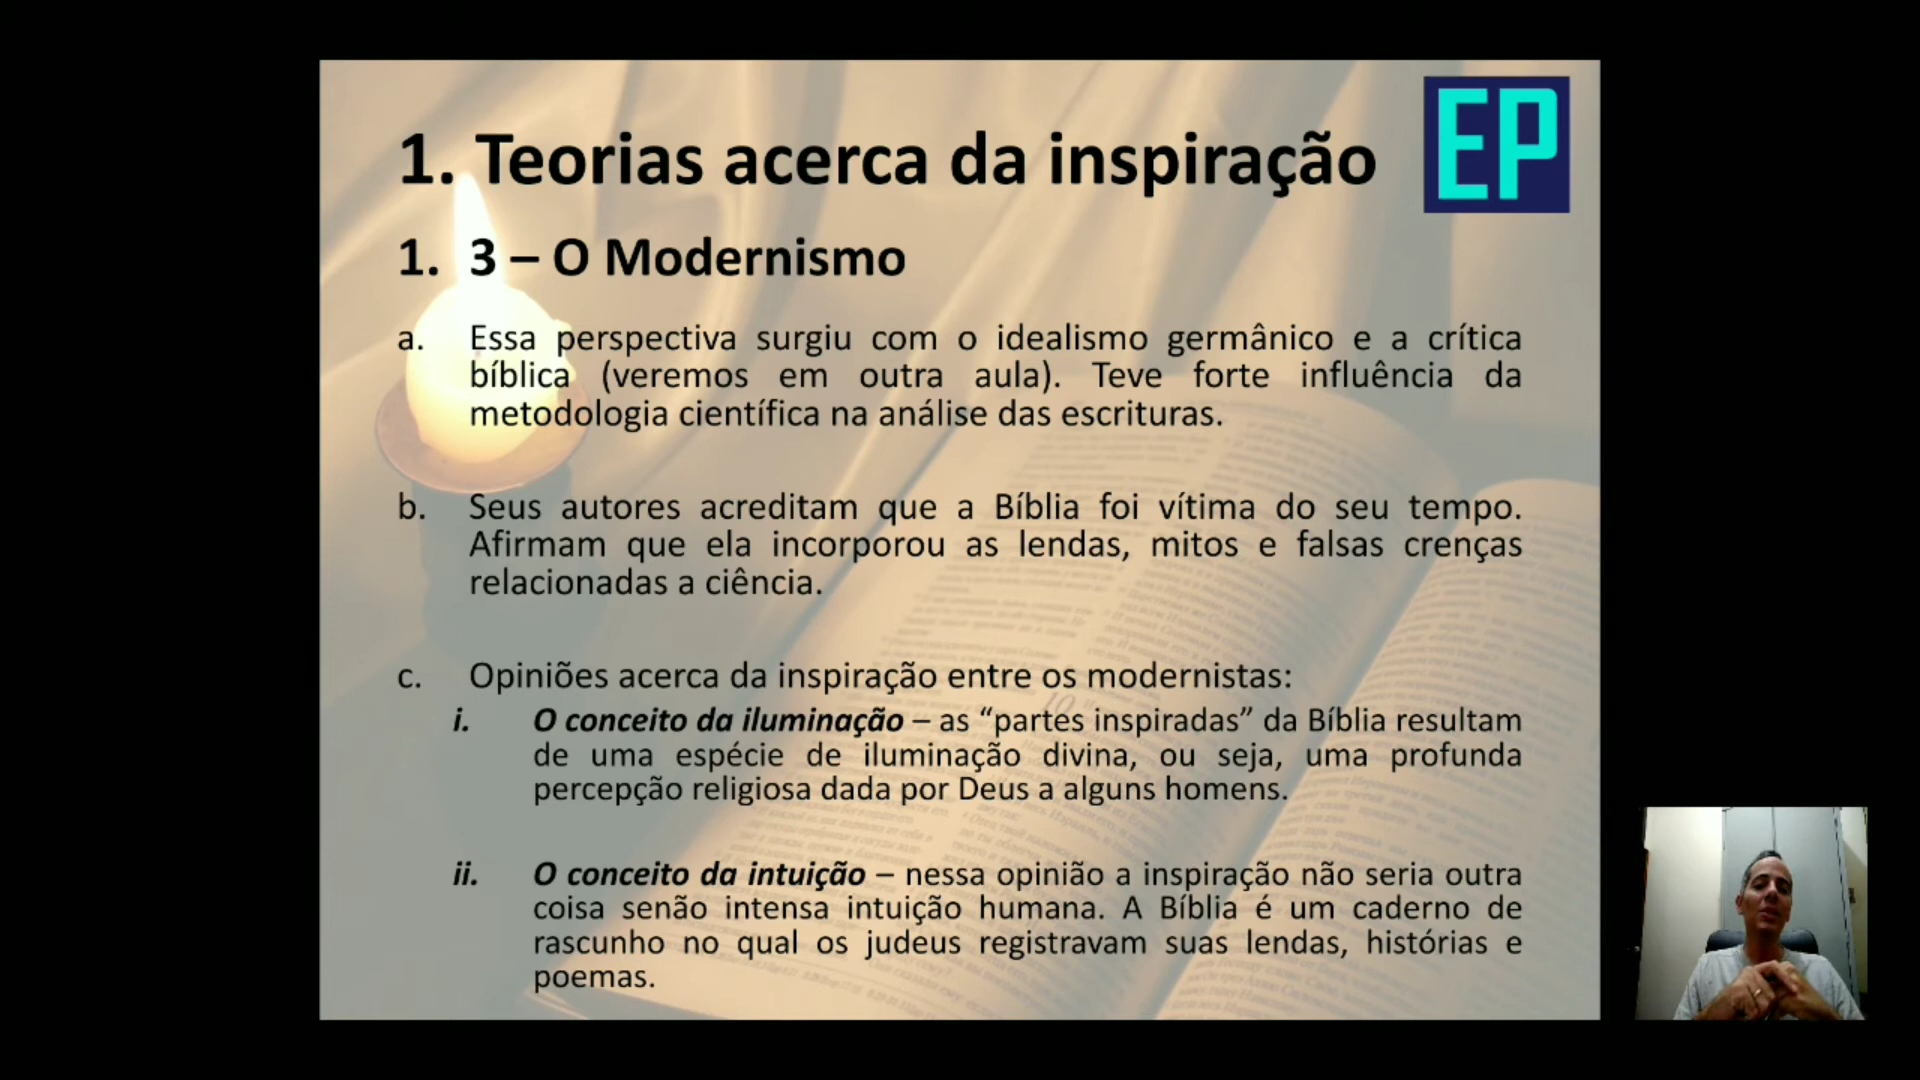 EP
1. Teorias acerca da inspiração
1. 3 – O Modernismo
a. Essa perspectiva surgiu com o idealismo germânico e a crítica
bíblica (veremos em outra aula). Teve forte influência da
metodologia científica na análise das escrituras.
b. Seus autores acreditam que a Bíblia foi vítima do seu tempo.
Afirmam que ela incorporou as lendas, mitos e falsas crenças
relacionadas a ciência.
c. Opiniões acerca da inspiração entre os modernistas:
i. O conceito da iluminação – as “partes inspiradas” da Bíblia resultam
de uma espécie de iluminação divina, ou seja, uma profunda
percepção religiosa dada por Deus a alguns homens.
ii. O conceito da intuição – nessa opinião a inspiração não seria outra
coisa senão intensa intuição humana. A Bíblia é um caderno de
rascunho no qual os judeus registravam suas lendas, histórias e
poemas.